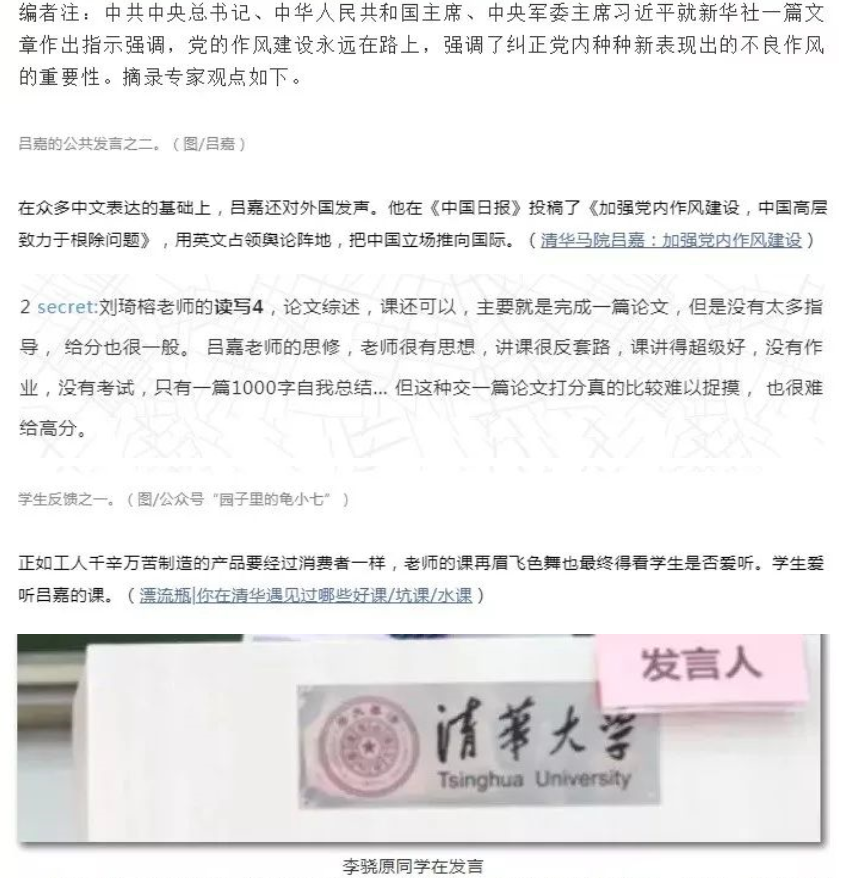 编者注：中共中央总书记、中华人民共和国主席、中央军委主席习近平就新华社一篇文
章作出指示强调，党的作风建设永远在路上，强调了纠正党内种种新表现出的不良作风
的重要性。摘录专家观点如下。
吕嘉的公共发言之二。（图/吕嘉）
在众多中文表达的基础上，吕嘉还对外国发声。他在《中国日报》投稿了《加强党内作风建设，中国高层
致力于根除问题》，用英文占领舆论阵地，把中国立场推向国际。（清华马院吕嘉：加强党内作风建设）
2 secret:刘琦榕老师的读写4，论文综述，课还可以，主要就是完成一篇论文，但是没有太多指
导， 给分也很一般。 吕嘉老师的思修，老师很有思想，讲课很反套路，课讲得超级好，没有作
业，没有考试，只有一篇1000字自我总结... 但这种交一篇论文打分真的比较难以捉摸， 也很难
给高分。
学生反馈之一。（图/公众号“园子里的龟小七”）
正如工人千辛万苦制造的产品要经过消费者一样，老师的课再眉飞色舞也最终得看学生是否爱听。学生爱
听吕嘉的课。（漂流瓶|你在清华遇见过哪些好课/坑课/水课）
发言人
清華大学
Tsinghua University
李骁原同学在发言